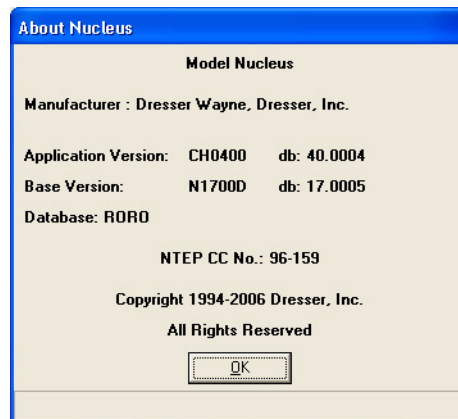 About Nucleus
Model Nucleus
Manufacturer : Dresser Wayne, Dresser, Inc.
Application Version: CH0400 db: 40.0004
Base Version: N1700D db: 17.0005
Database: RORO
NTEP CC No.: 96-159
Copyright 1994-2006 Dresser, Inc.
All Rights Reserved
OK